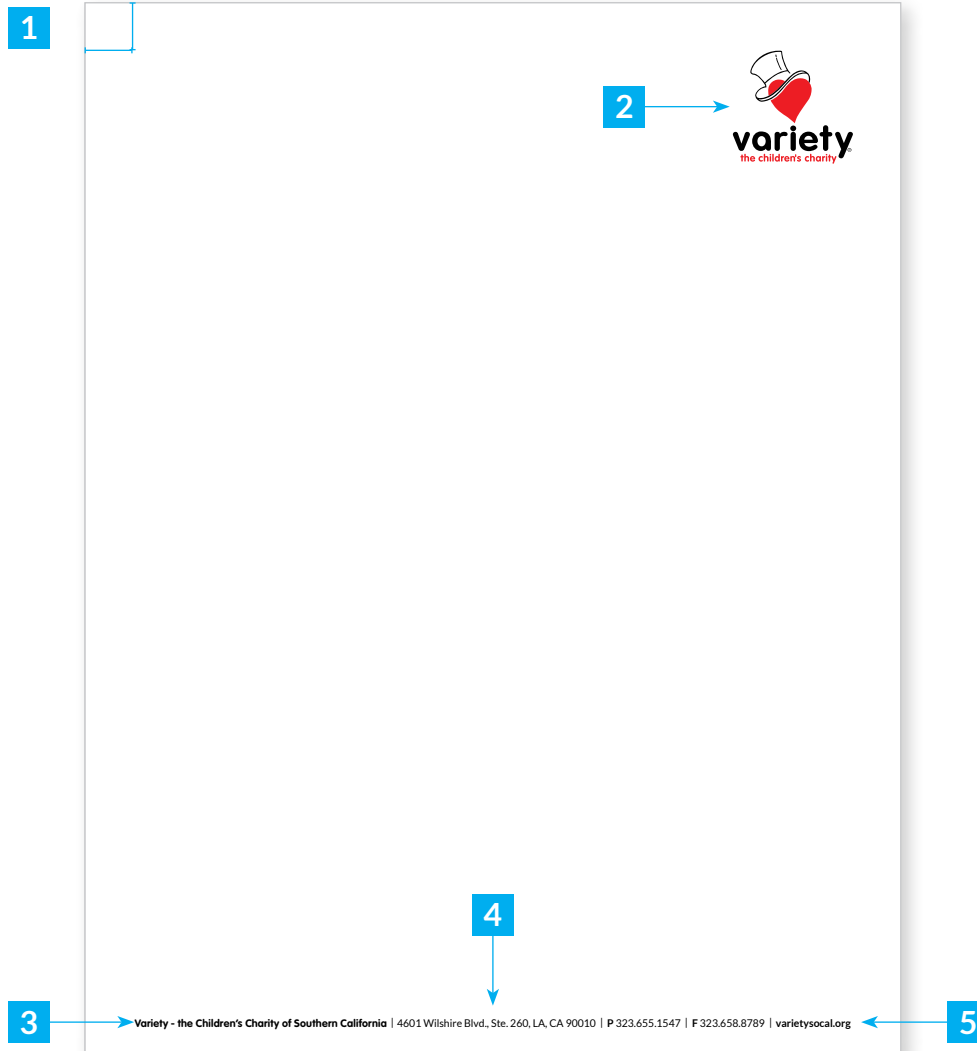 1
2
variety®
the children's charity
4
3
Variety - the Children's Charity of Southern California | 4601 Wilshire Blvd., Ste. 260, LA, CA 90010 | P 323.655.1547 | F 323.658.8789 | varietysocal.org
5